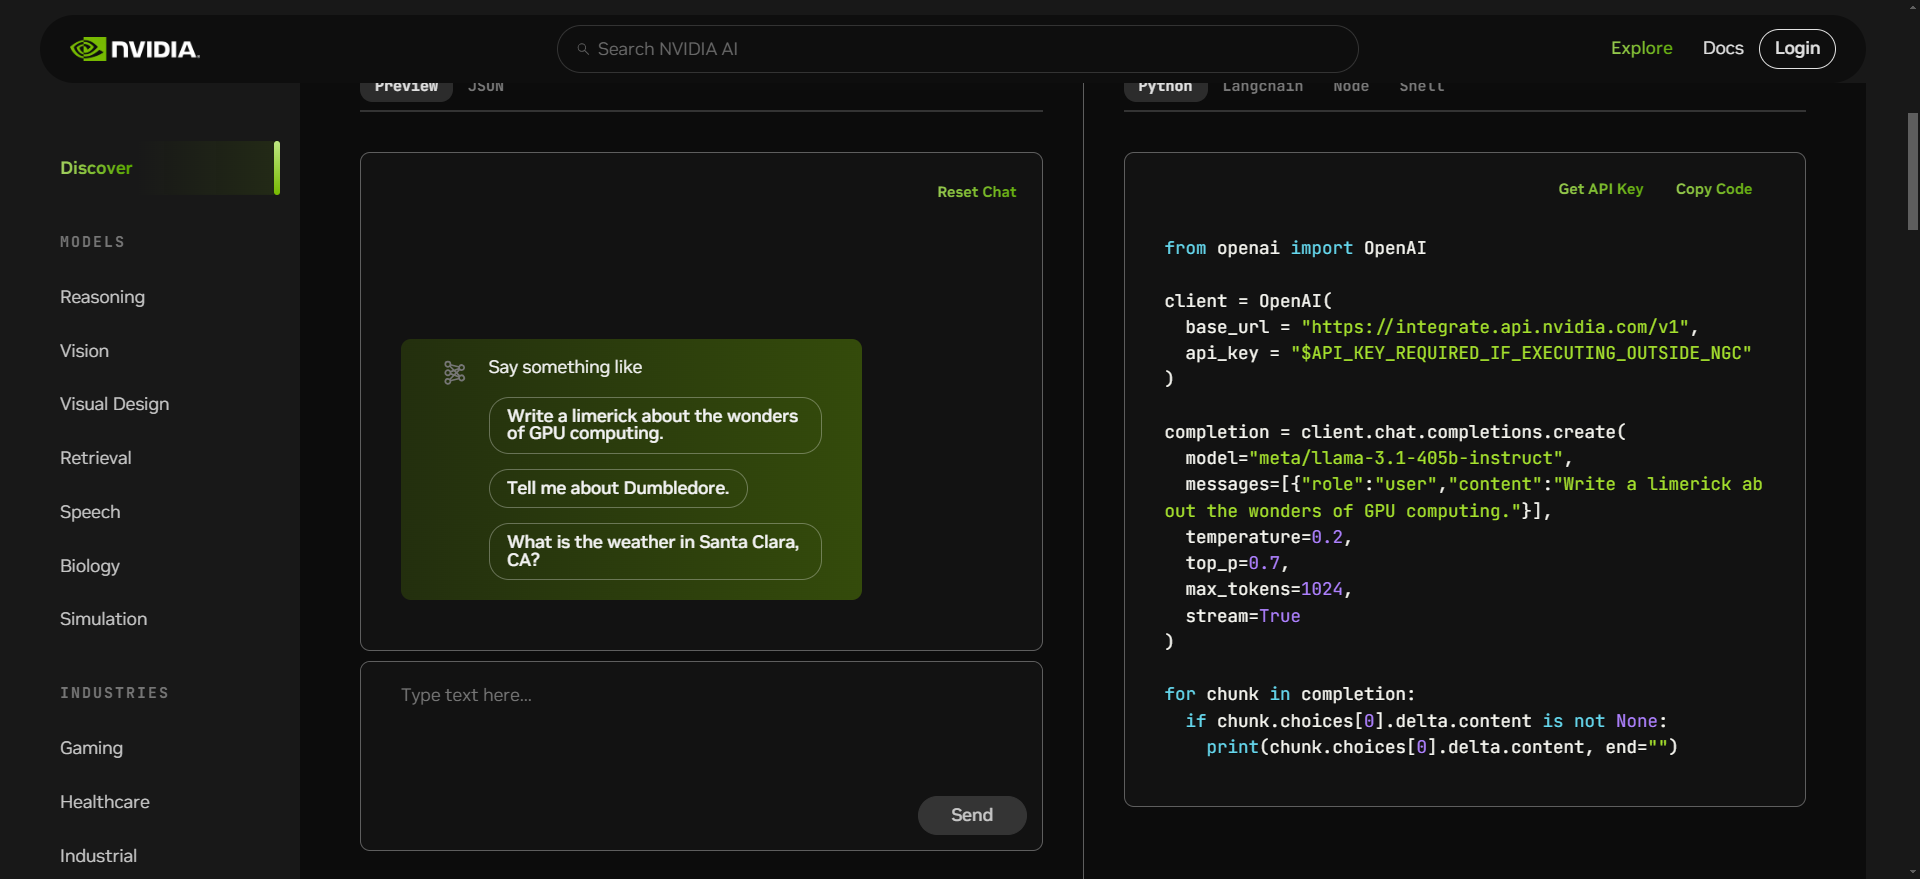 NVIDIA.
Search NVIDIA AI
Explore
Docs
Login
Discover
MODELS
Reasoning
Vision
Visual Design
Retrieval
Speech
Biology
Simulation
INDUSTRIES
Gaming
Healthcare
Industrial
Preview
JSON
Reset Chat
Say something like
Write a limerick about the wonders
of GPU computing.
Tell me about Dumbledore.
What is the weather in Santa Clara,
CA?
Type text here...
Send
Python
Langchain
Node
Shell
Get API Key
Copy Code
from openai import OpenAI
client = OpenAI(
  base_url = "https://integrate.api.nvidia.com/v1",
  api_key = "$API_KEY_REQUIRED_IF_EXECUTING_OUTSIDE_NGC"
)
completion = client.chat.completions.create(
  model="meta/llama-3.1-405b-instruct",
  messages=[{"role":"user","content":"Write a limerick ab
out the wonders of GPU computing."}],
  temperature=0.2,
  top_p=0.7,
  max_tokens=1024,
  stream=True
)
for chunk in completion:
  if chunk.choices[0].delta.content is not None:
    print(chunk.choices[0].delta.content, end="")